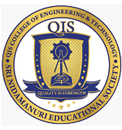 QIS COLLEGE OF ENGINEERING & TECHNOLOGY
QIS
QUALITY IS STRENGTH
SRI NIDAMANURI EDUCATIONAL SOCIETY